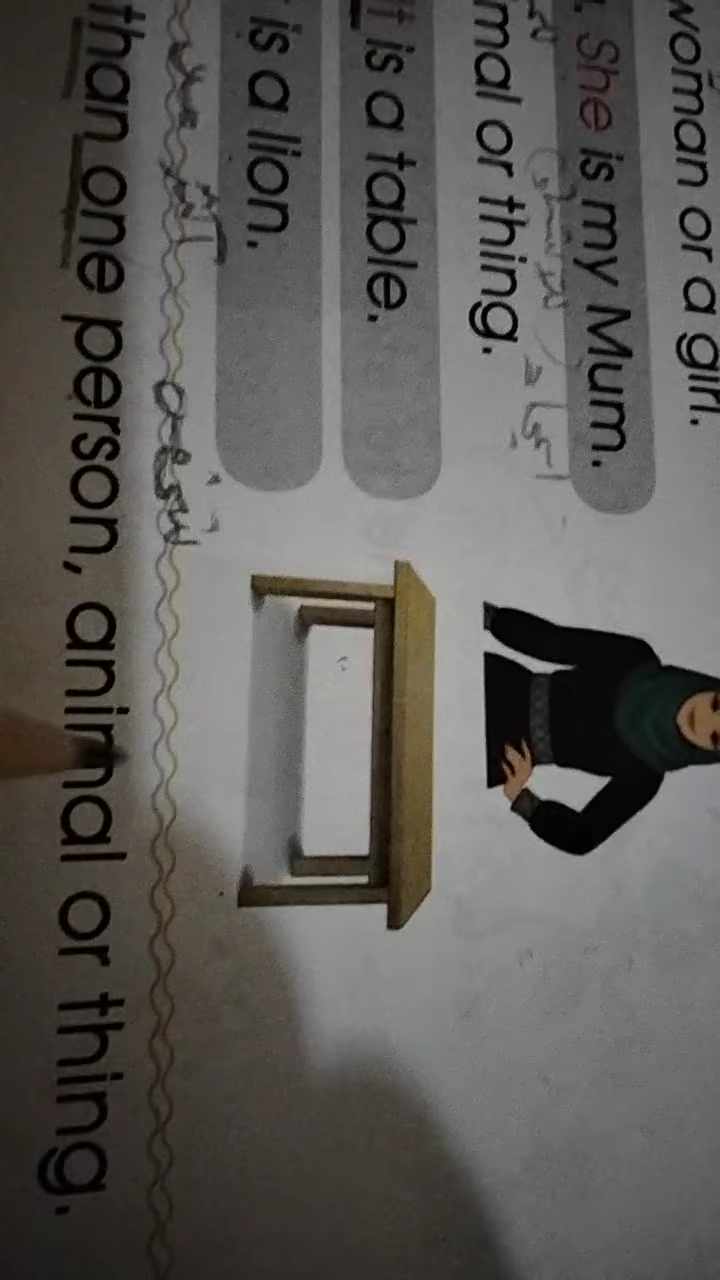 woman or a girl.
She is my Mum.
mal or thing.
It is a table.
is a lion.
than one person, animal or thing.